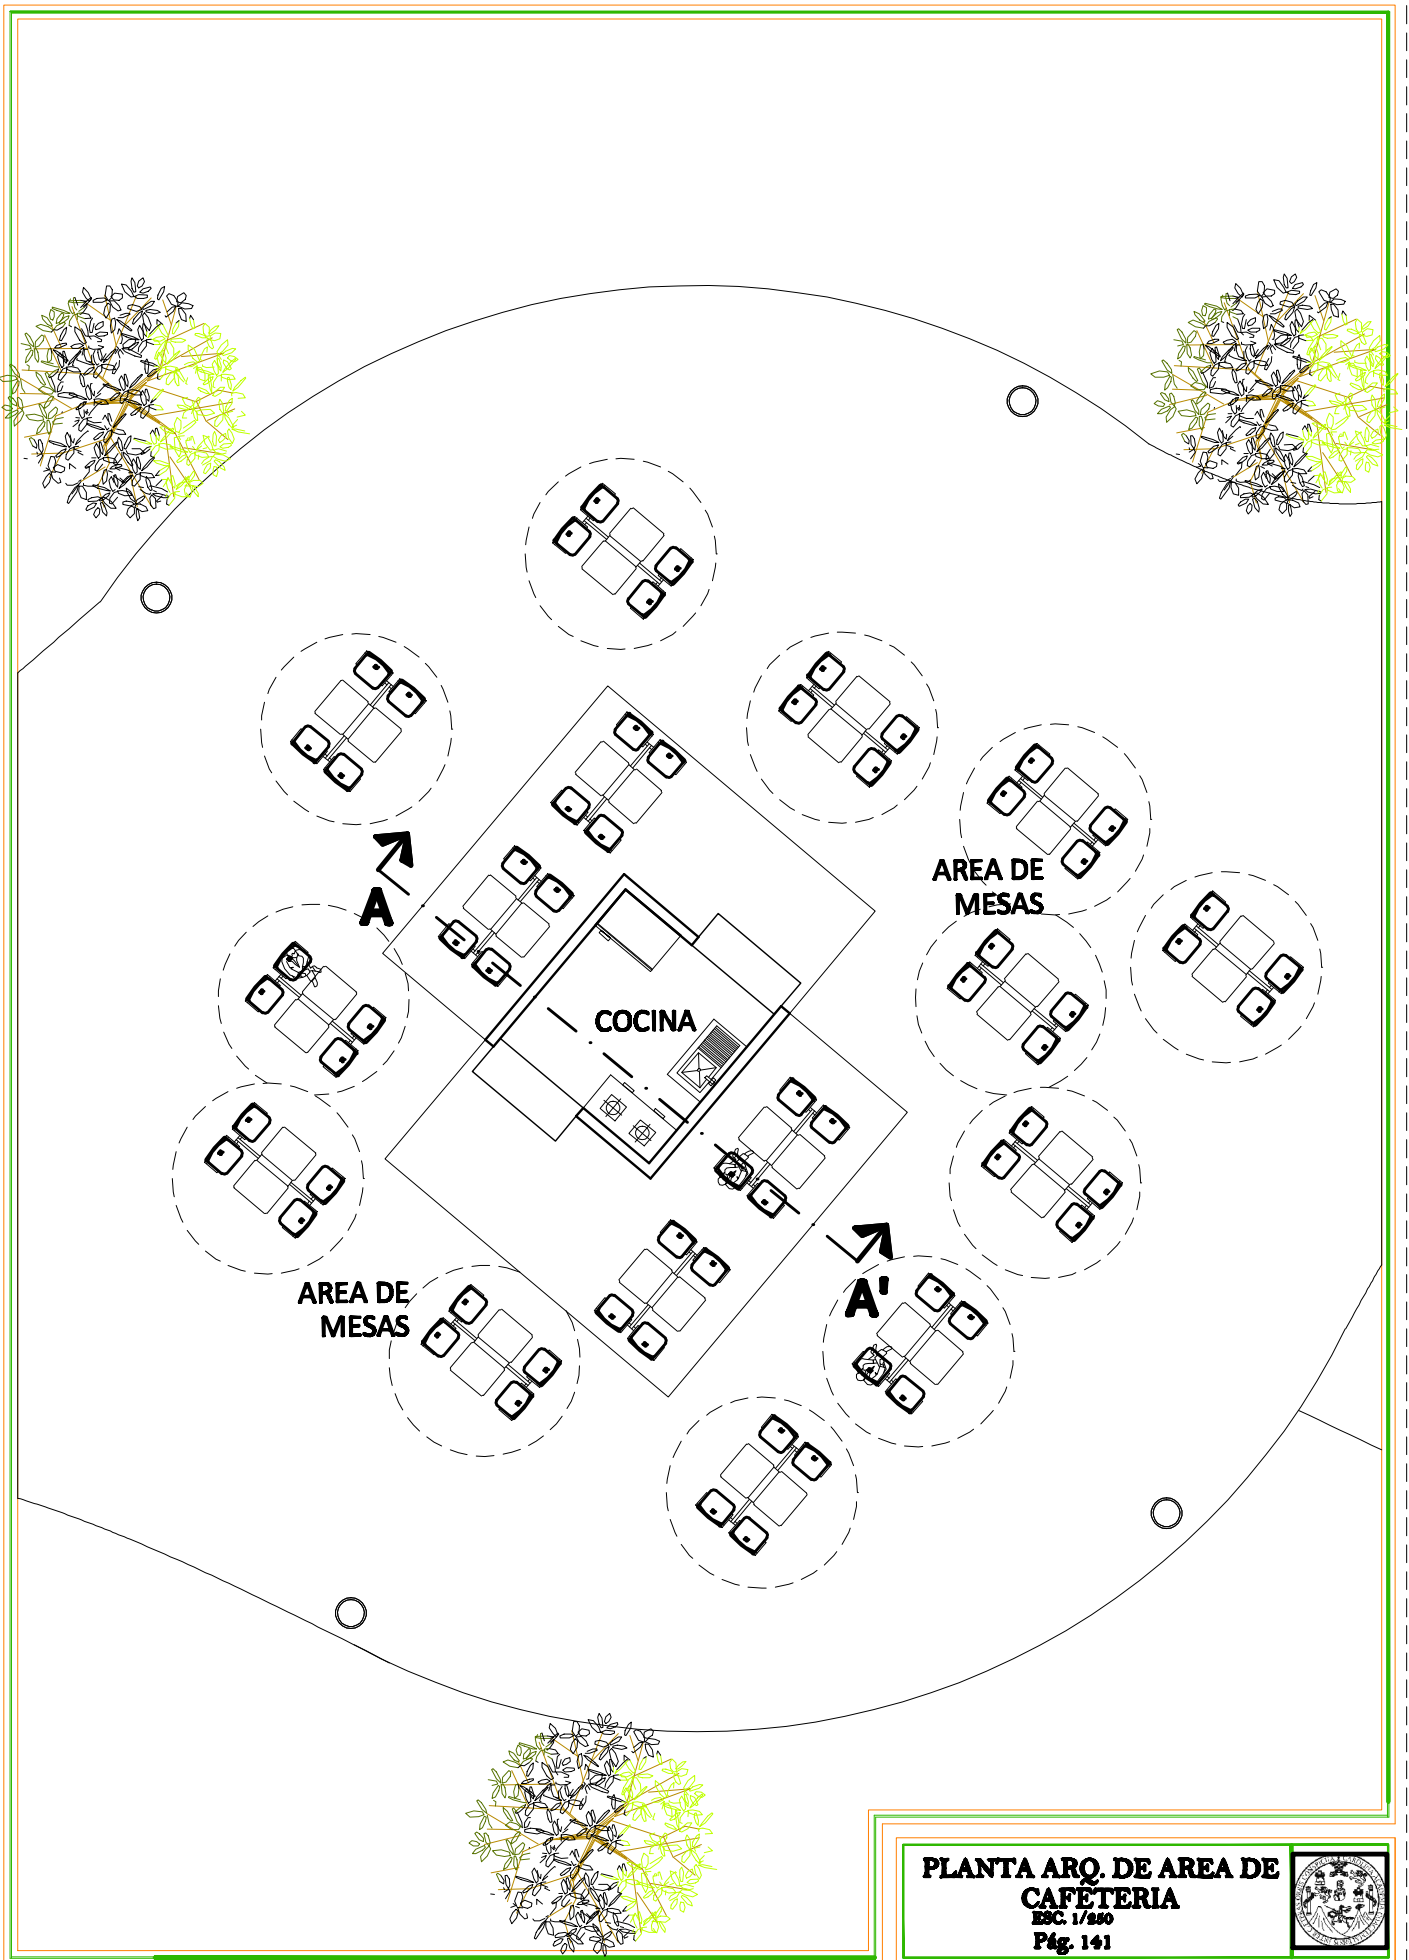 A
AREA DE
MESAS
COCINA
AREA DE
MESAS
A'
PLANTA ARQ. DE AREA DE
CAFETERIA
ESC. 1/250
Pág. 141